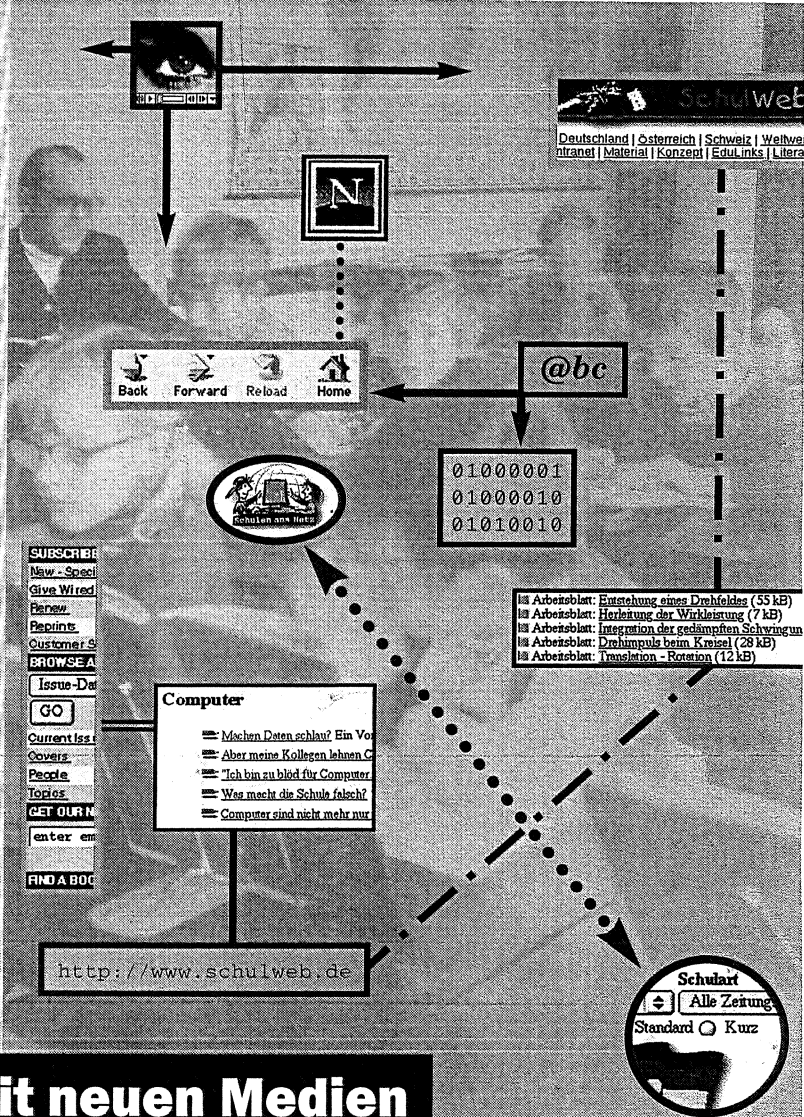 SchulWeb
Deutschland | Österreich | Schweiz | Weltwe
ntranet | Material | Konzept | EduLinks | Litera
N
Back Forward Reload Home
@bc
01000001
01000010
01010010
Schulen ans Netz
SUBSCRIBE
New - Speci
Give Wired
Renew
Reprints
Customer S
BROWSE A
Issue-Da
GO
Current Iss
Covers
People
Topics
GET OUR N
enter em
FIND A BOO
Arbeitsblatt: Entstehung eines Drehfeldes (55 kB)
Arbeitsblatt: Herleitung der Wirkleistung (7 kB)
Arbeitsblatt: Integration der gedämpften Schwingun
Arbeitsblatt: Drehimpuls beim Kreisel (28 kB)
Arbeitsblatt: Translation - Rotation (12 kB)
Computer
Machen Daten schlau? Ein Vor
Aber meine Kollegen lehnen C
"Ich bin zu blöd für Computer.
Was macht die Schule falsch?
Computer sind nicht mehr nur
http://www.schulweb.de
Schulart
Alle Zeitung
Standard Kurz
it neuen Medien